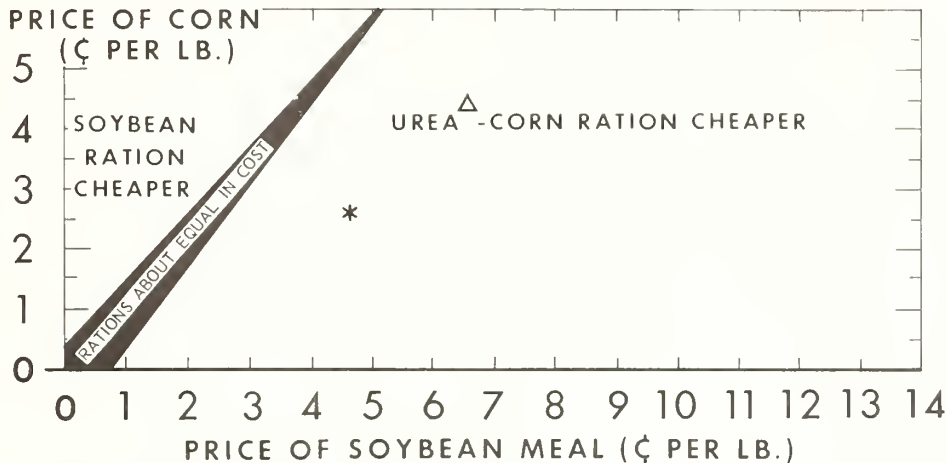 PRICE OF CORN
(¢ PER LB.)
5
4
3
2
1
0
SOYBEAN
RATION
CHEAPER
RATIONS ABOUT EQUAL IN COST
UREA△-CORN RATION CHEAPER
*
0 1 2 3 4 5 6 7 8 9 10 11 12 13 14
PRICE OF SOYBEAN MEAL (¢ PER LB.)